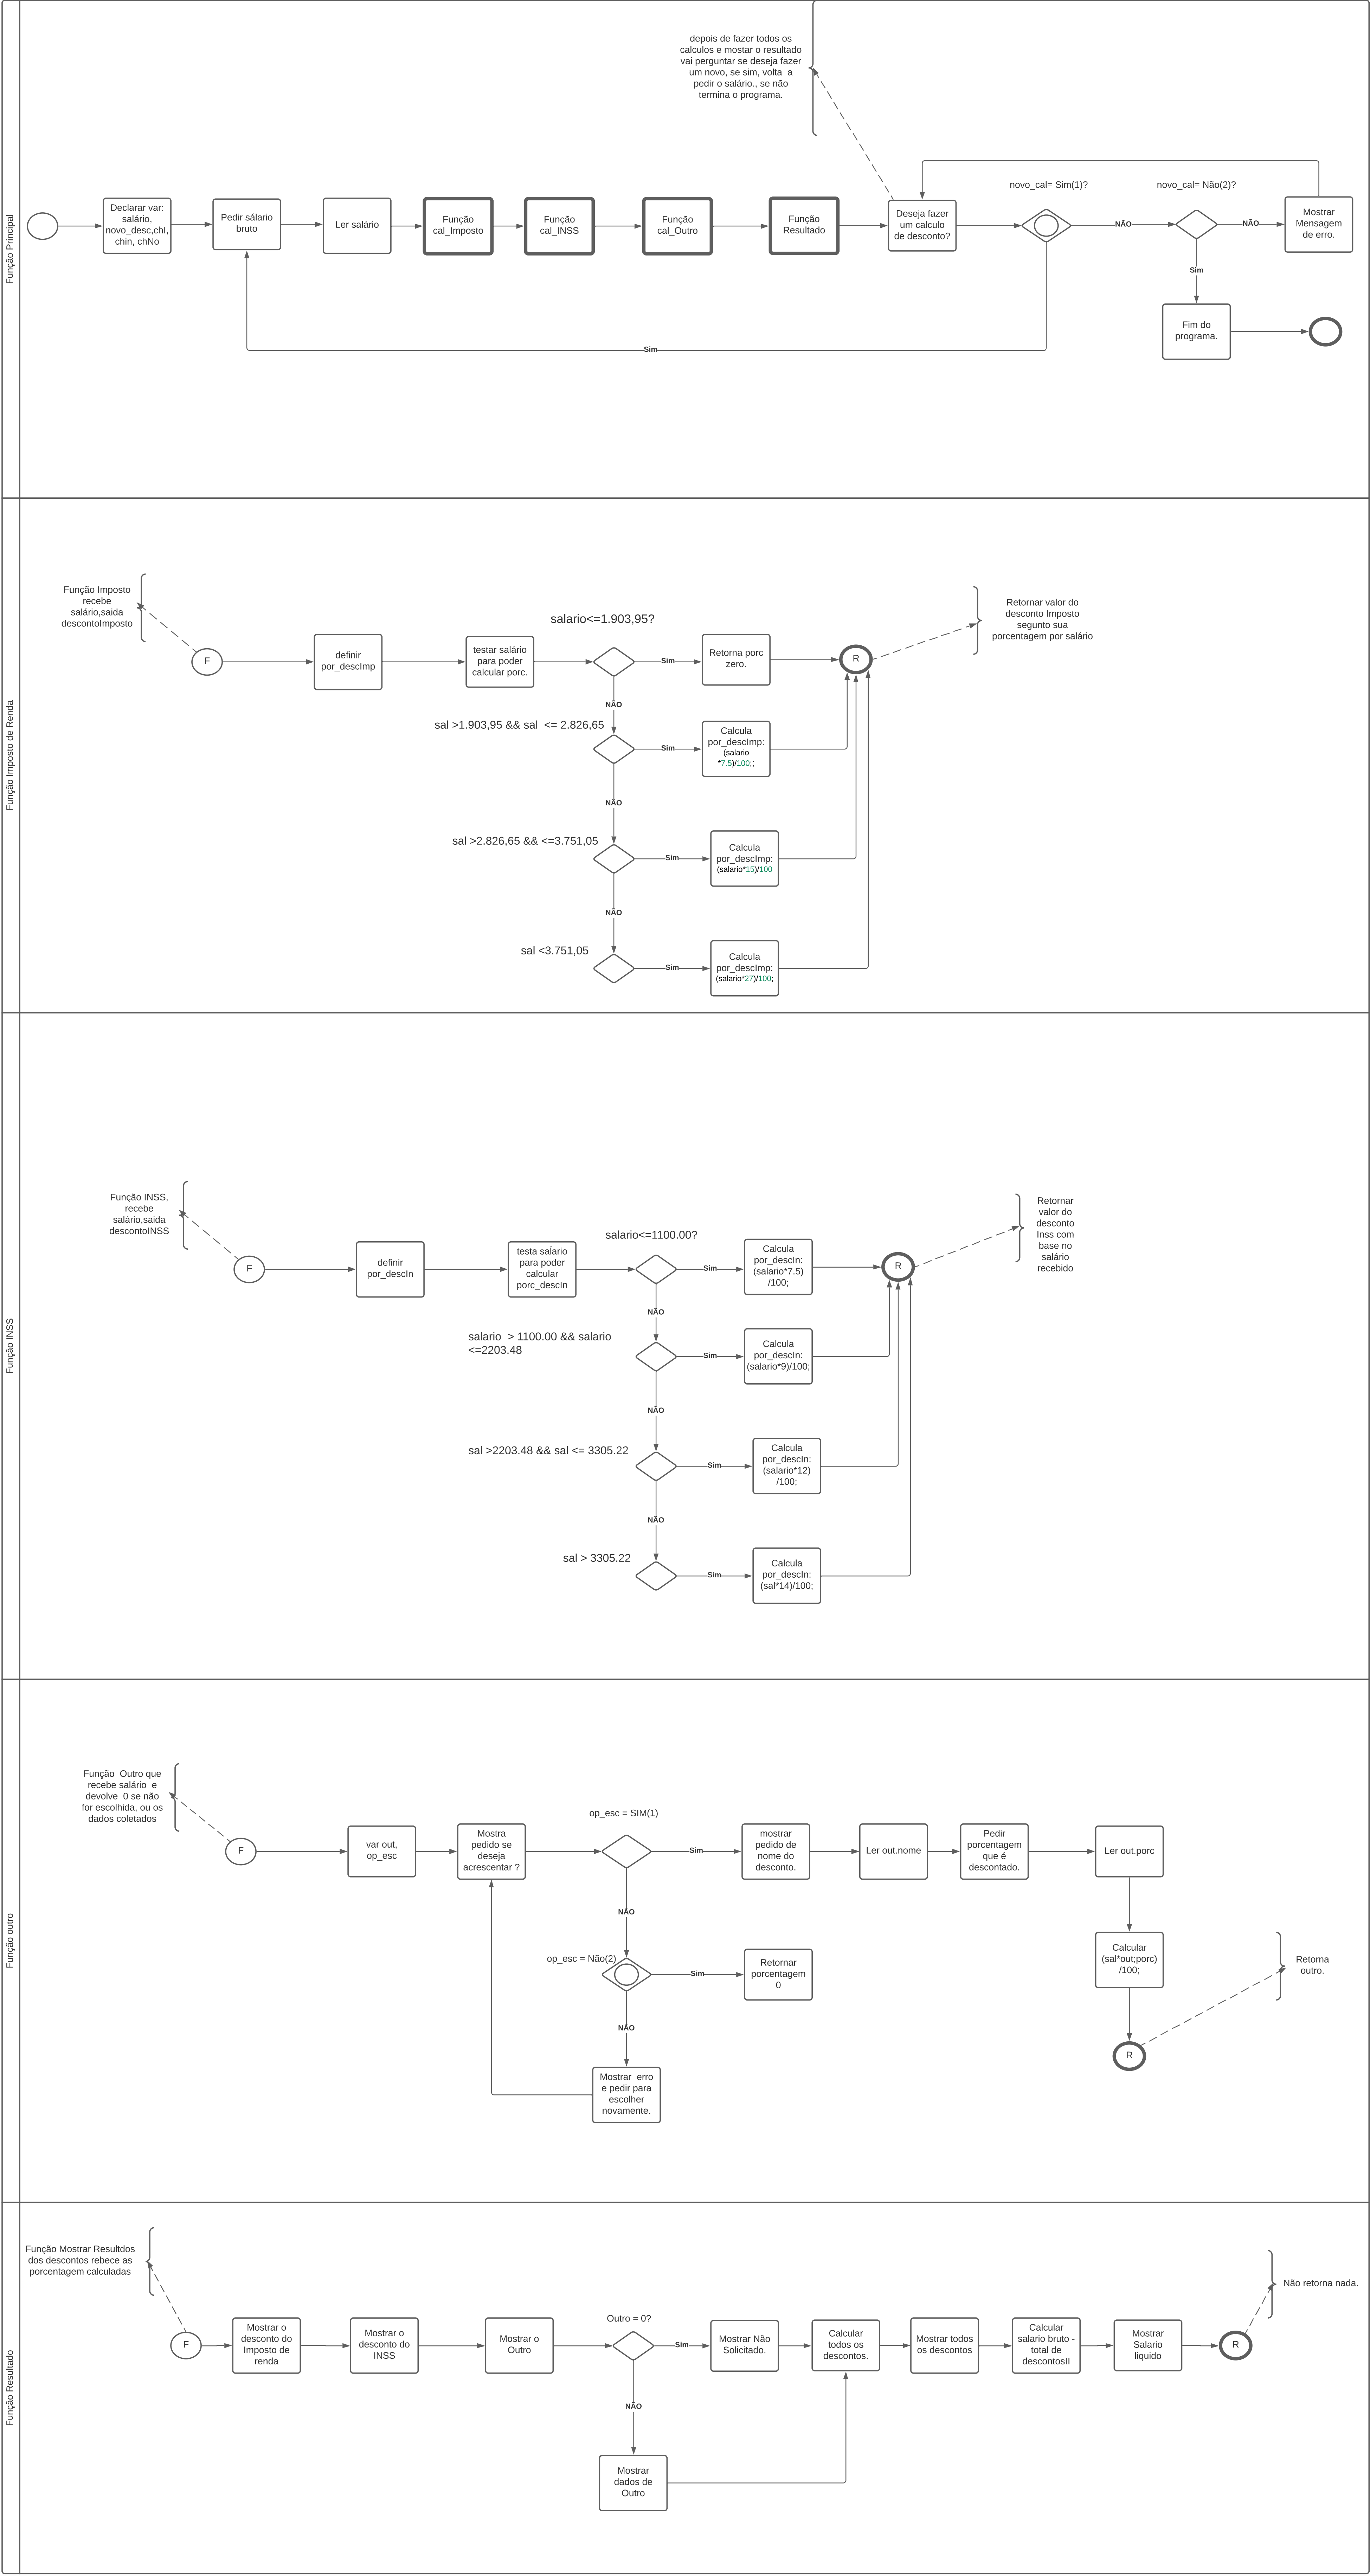 Função Principal
depois de fazer todos os
calculos e mostar o resultado
vai perguntar se deseja fazer
um novo, se sim, volta a
pedir o salário., se não
termina o programa.
Declarar var:
salário,
novo_desc,chI,
chin, chNo
Pedir sálario
bruto
Ler salário
Função
cal_Imposto
Função
cal_INSS
Função
cal_Outro
Função
Resultado
Deseja fazer
um calculo
de desconto?
novo_cal= Sim(1)?
NÃO
novo_cal= Não(2)?
NÃO
Mostrar
Mensagem
de erro.
Sim
Fim do
programa.
Sim
Função Imposto de Renda
Função Imposto
recebe
salário,saida
descontoImposto
F
definir
por_descImp
testar salário
para poder
calcular porc.
salario<=1.903,95?
Sim
Retorna porc
zero.
R
Retornar valor do
desconto Imposto
segunto sua
porcentagem por salário
NÃO
sal >1.903,95 && sal <= 2.826,65
Sim
Calcula
por_descImp:
(salario
*7.5)/100;;
NÃO
sal >2.826,65 && <=3.751,05
Sim
Calcula
por_descImp:
(salario*15)/100
NÃO
sal <3.751,05
Sim
Calcula
por_descImp:
(salario*27)/100;
Função INSS
Função INSS,
recebe
salário,saida
descontoINSS
F
definir
por_descIn
testa salario
para poder
calcular
porc_descIn
salario<=1100.00?
Sim
Calcula
por_descIn:
(salario*7.5)
/100;
R
Retornar
valor do
desconto
Inss com
base no
salário
recebido
NÃO
salario > 1100.00 && salario
<=2203.48
Sim
Calcula
por_descIn:
(salario*9)/100;
NÃO
sal >2203.48 && sal <= 3305.22
Sim
Calcula
por_descIn:
(salario*12)
/100;
NÃO
sal > 3305.22
Sim
Calcula
por_descIn:
(sal*14)/100;
Função outro
Função Outro que
recebe salário e
devolve 0 se não
for escolhida, ou os
dados coletados
F
var out,
op_esc
Mostra
pedido se
deseja
acrescentar ?
op_esc = SIM(1)
Sim
mostrar
pedido de
nome do
desconto.
Ler out.nome
Pedir
porcentagem
que é
descontado.
Ler out.porc
NÃO
op_esc = Não(2)
Sim
Retornar
porcentagem
0
Calcular
(sal*out;porc)
/100;
Retorna
outro.
NÃO
R
Mostrar erro
e pedir para
escolher
novamente.
Função Resultado
Função Mostrar Resultdos
dos descontos rebece as
porcentagem calculadas
F
Mostrar o
desconto do
Imposto de
renda
Mostrar o
desconto do
INSS
Mostrar o
Outro
Outro = 0?
Sim
Mostrar Não
Solicitado.
Calcular
todos os
descontos.
Mostrar todos
os descontos
Calcular
salario bruto -
total de
descontosII
Mostrar
Salario
liquido
R
Não retorna nada.
NÃO
Mostrar
dados de
Outro